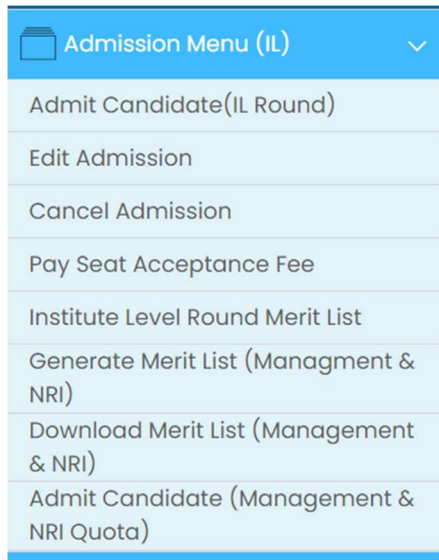 Admission Menu (IL)
Admit Candidate(IL Round)
Edit Admission
Cancel Admission
Pay Seat Acceptance Fee
Institute Level Round Merit List
Generate Merit List (Managment &
NRI)
Download Merit List (Management
& NRI)
Admit Candidate (Management &
NRI Quota)